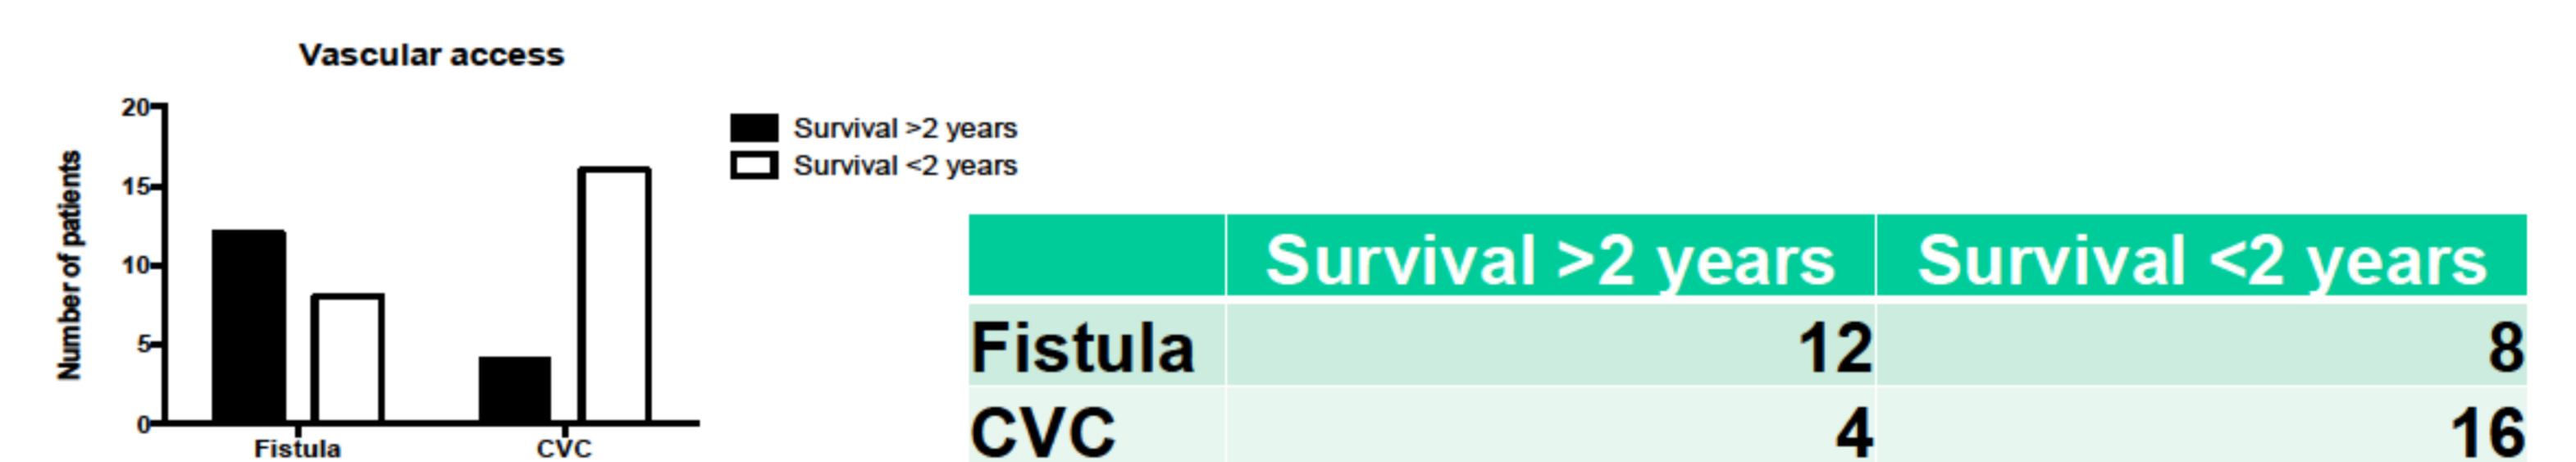 Vascular access
Number of patients
20
15
10
5
0
Fistula CVC
Survival >2 years
Survival <2 years
Survival >2 years Survival <2 years
Fistula 12 8
CVC 4 16